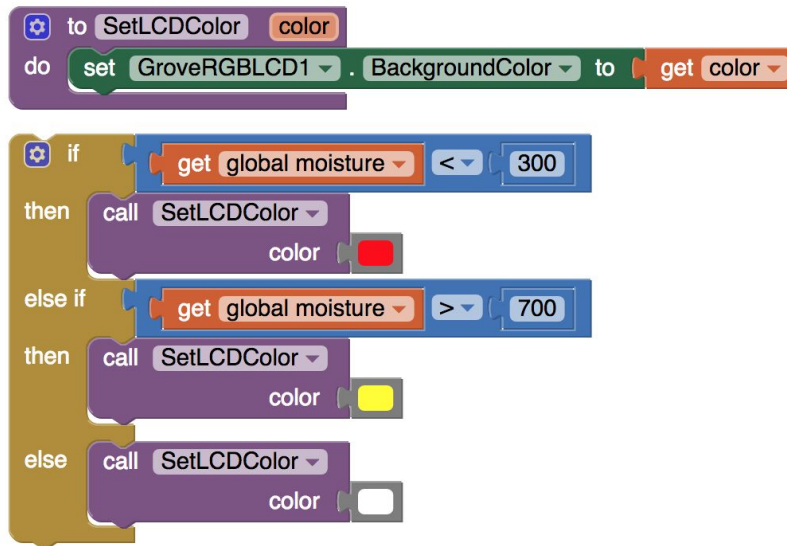 to SetLCDColor color
do set GroveRGBLCD1 . BackgroundColor to get color
if get global moisture < 300
then call SetLCDColor
color
else if get global moisture > 700
then call SetLCDColor
color
else call SetLCDColor
color